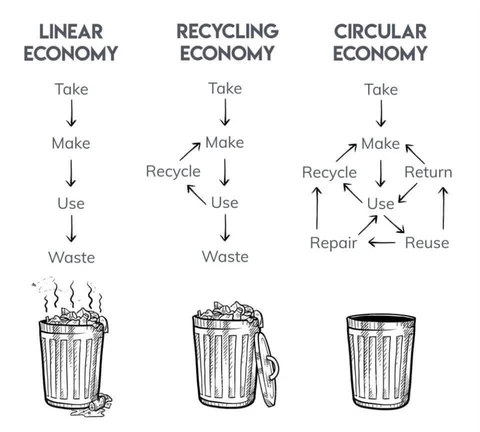 LINEAR
ECONOMY
Take
Make
Use
Waste
RECYCLING
ECONOMY
Take
Make
Recycle
Use
Waste
CIRCULAR
ECONOMY
Take
Make
Recycle
Return
Use
Repair
Reuse